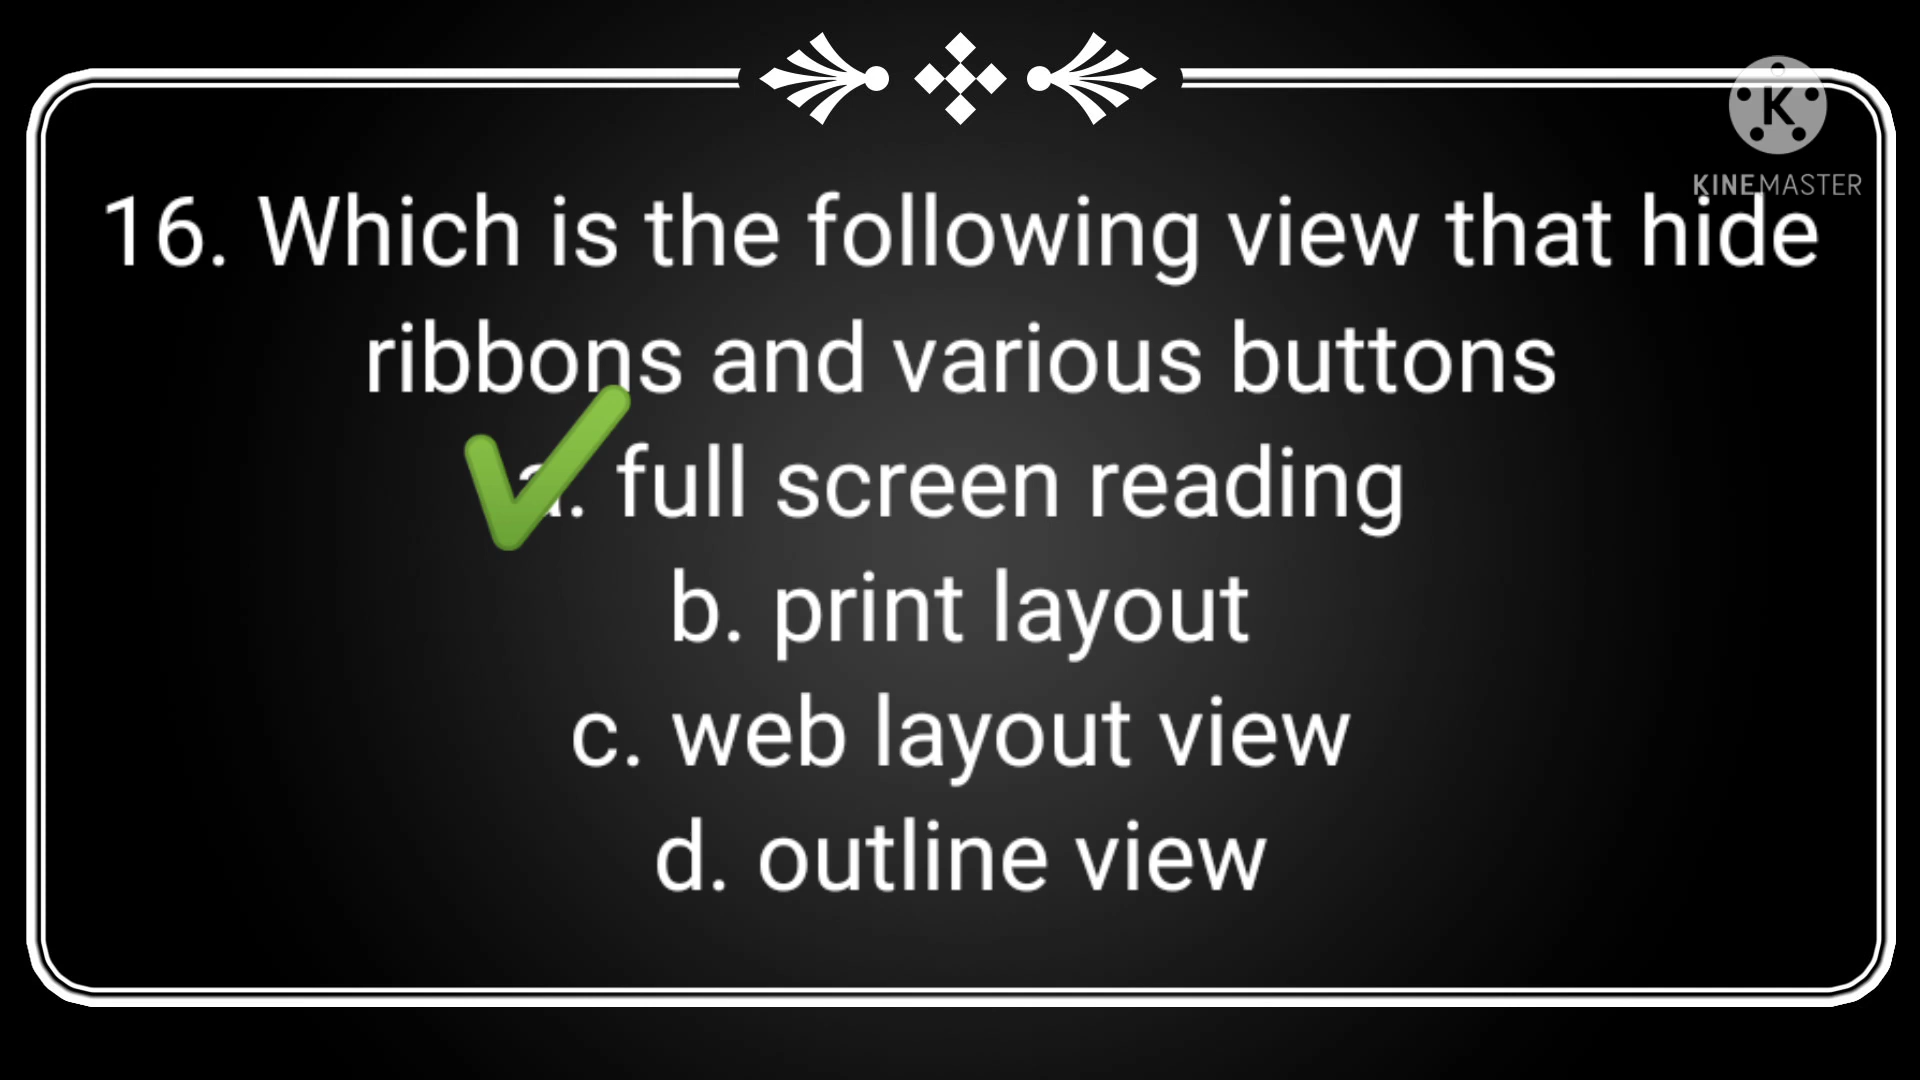 K
KINEMASTER
16. Which is the following view that hide
ribbons and various buttons
a. full screen reading
b. print layout
c. web layout view
d. outline view